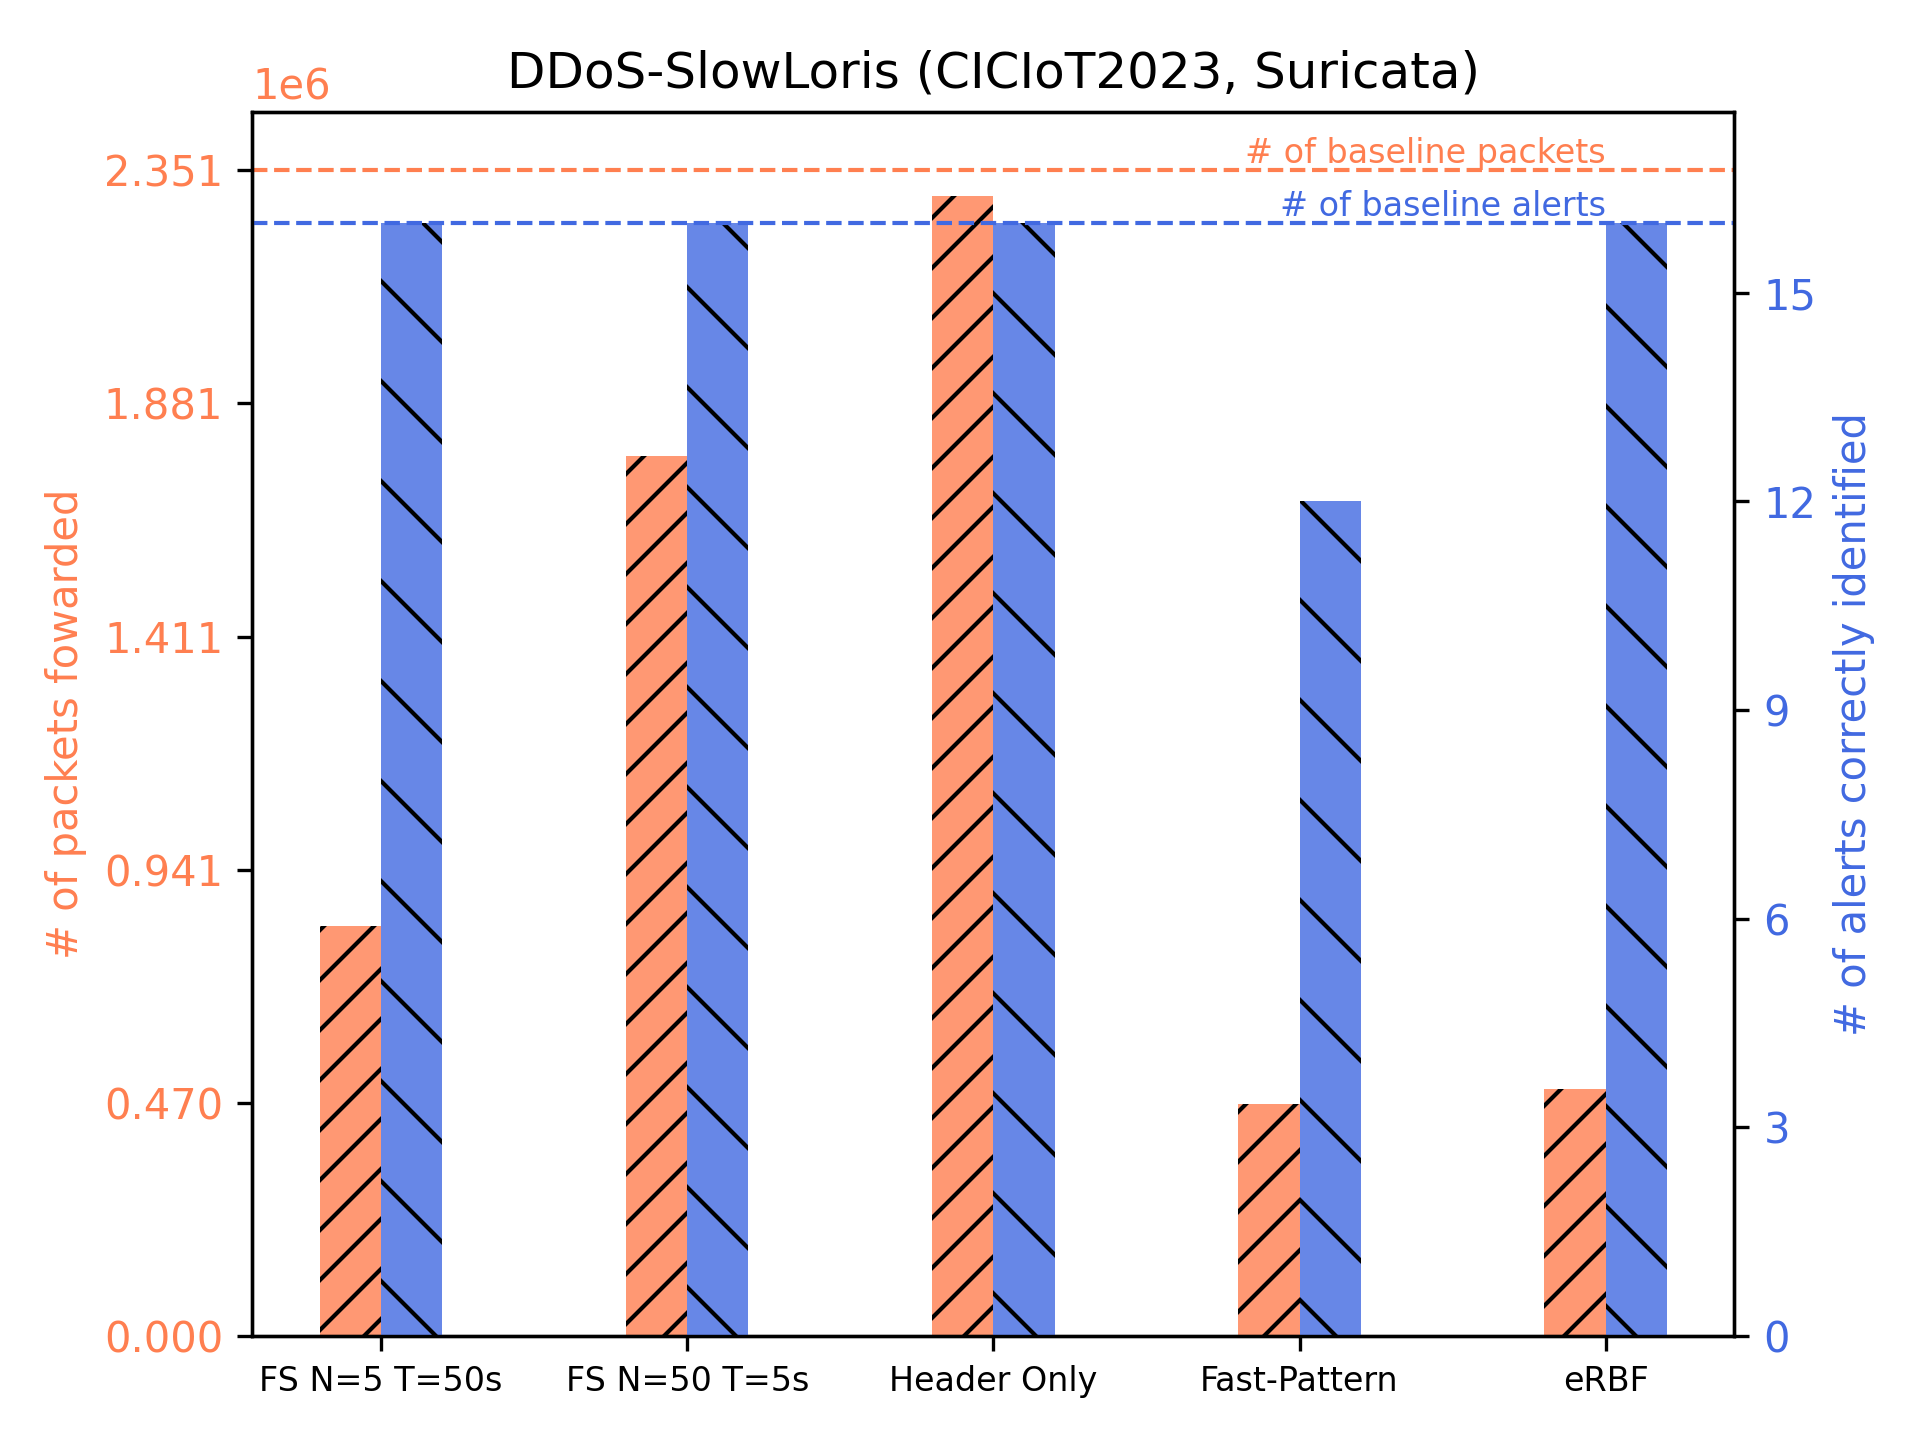 DDoS-SlowLoris (CICIoT2023, Suricata)
1e6
# of baseline packets
# of baseline alerts
2.351
1.881
1.411
0.941
0.470
0.000
# of packets fowarded
15
12
9
6
3
0
# of alerts correctly identified
FS N=5 T=50s
FS N=50 T=5s
Header Only
Fast-Pattern
eRBF